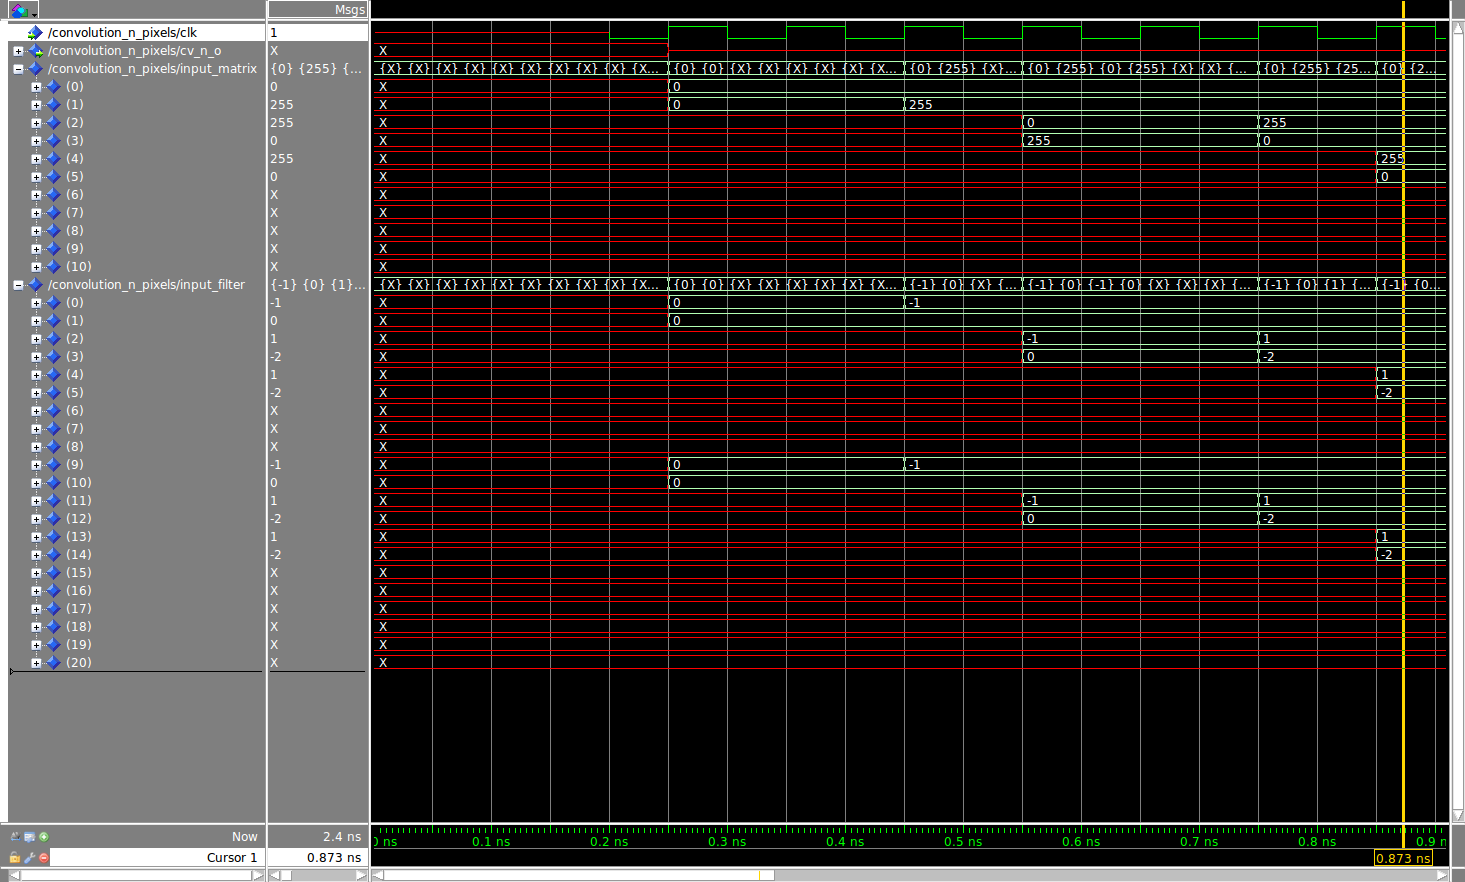 Msgs
/convolution_n_pixels/clk 1
/convolution_n_pixels/cv_n_o X X
/convolution_n_pixels/input_matrix {0} {255} {... {X} {X} {X} {X} {X} {X} {X} {X} {X... {0} {0} {X} {X} {X} {X} {X... {0} {255} {X}... {0} {255} {0} {255} {X} {X} {... {0} {255} 25... {0} {2...
(0) 0 X 0
(1) 255 X 0 255
(2) 255 X 0 255
(3) 0 X 255 0
(4) 255 X 255
(5) 0 X 0
(6) X X
(7) X X
(8) X X
(9) X X
(10) X X
/convolution_n_pixels/input_filter {-1} {0} {1}... {X} {X} {X} {X} {X} {X} {X} {X} {X... {0} {0} {X} {X} {X} {X} {X... {-1} {0} {X} {... {-1} {0} {-1} {0} {X} {X} {X} {... {-1} {0} {1} {... {-1} {0...
(0) -1 X 0 -1
(1) 0 X 0
(2) 1 X -1 1
(3) -2 X 0 -2
(4) 1 X 1
(5) -2 X -2
(6) X X
(7) X X
(8) X X
(9) -1 X 0 -1
(10) 0 X 0
(11) 1 X -1 1
(12) -2 X 0 -2
(13) 1 X 1
(14) -2 X -2
(15) X X
(16) X X
(17) X X
(18) X X
(19) X X
(20) X X
Now 2.4 ns 0 ns 0.1 ns 0.2 ns 0.3 ns 0.4 ns 0.5 ns 0.6 ns 0.7 ns 0.8 ns 0.9 n
Cursor 1 0.873 ns 0.873 ns